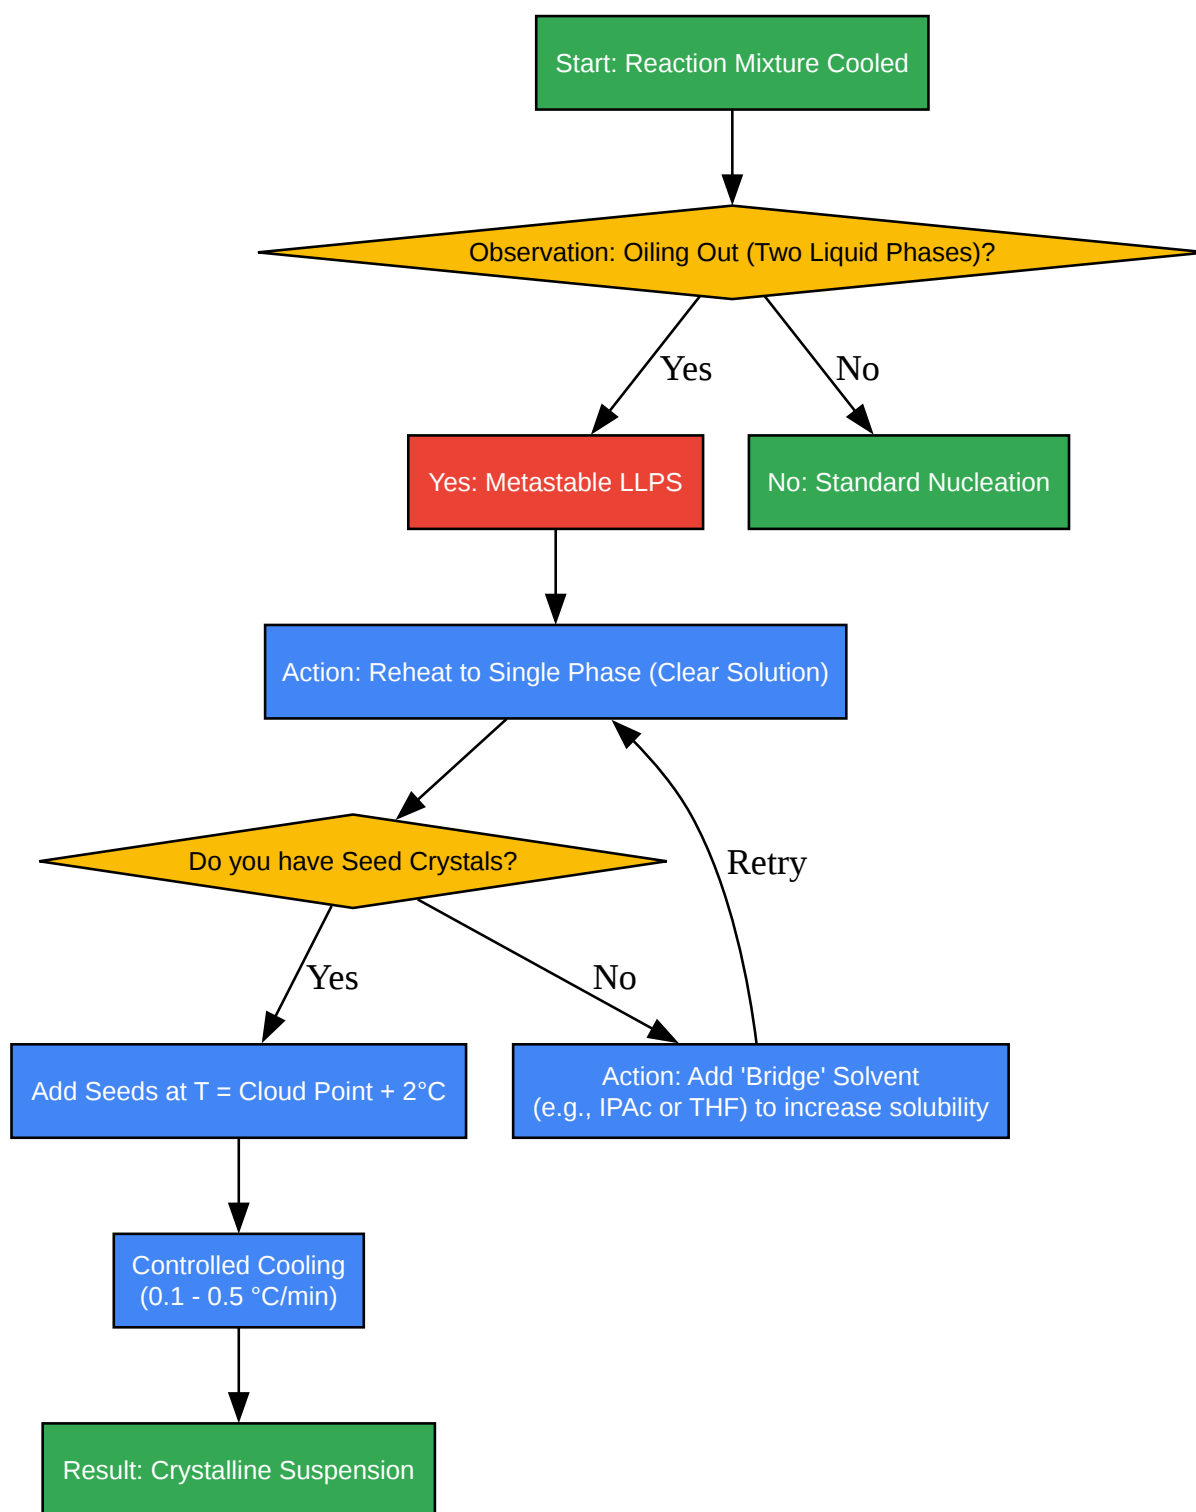 Start: Reaction Mixture Cooled
Observation: Oiling Out (Two Liquid Phases)?
Yes
No
Yes: Metastable LLPS
No: Standard Nucleation
Action: Reheat to Single Phase (Clear Solution)
Do you have Seed Crystals?
Retry
Yes
No
Add Seeds at T = Cloud Point + 2°C
Action: Add 'Bridge' Solvent
(e.g., IPAc or THF) to increase solubility
Controlled Cooling
(0.1 - 0.5 °C/min)
Result: Crystalline Suspension